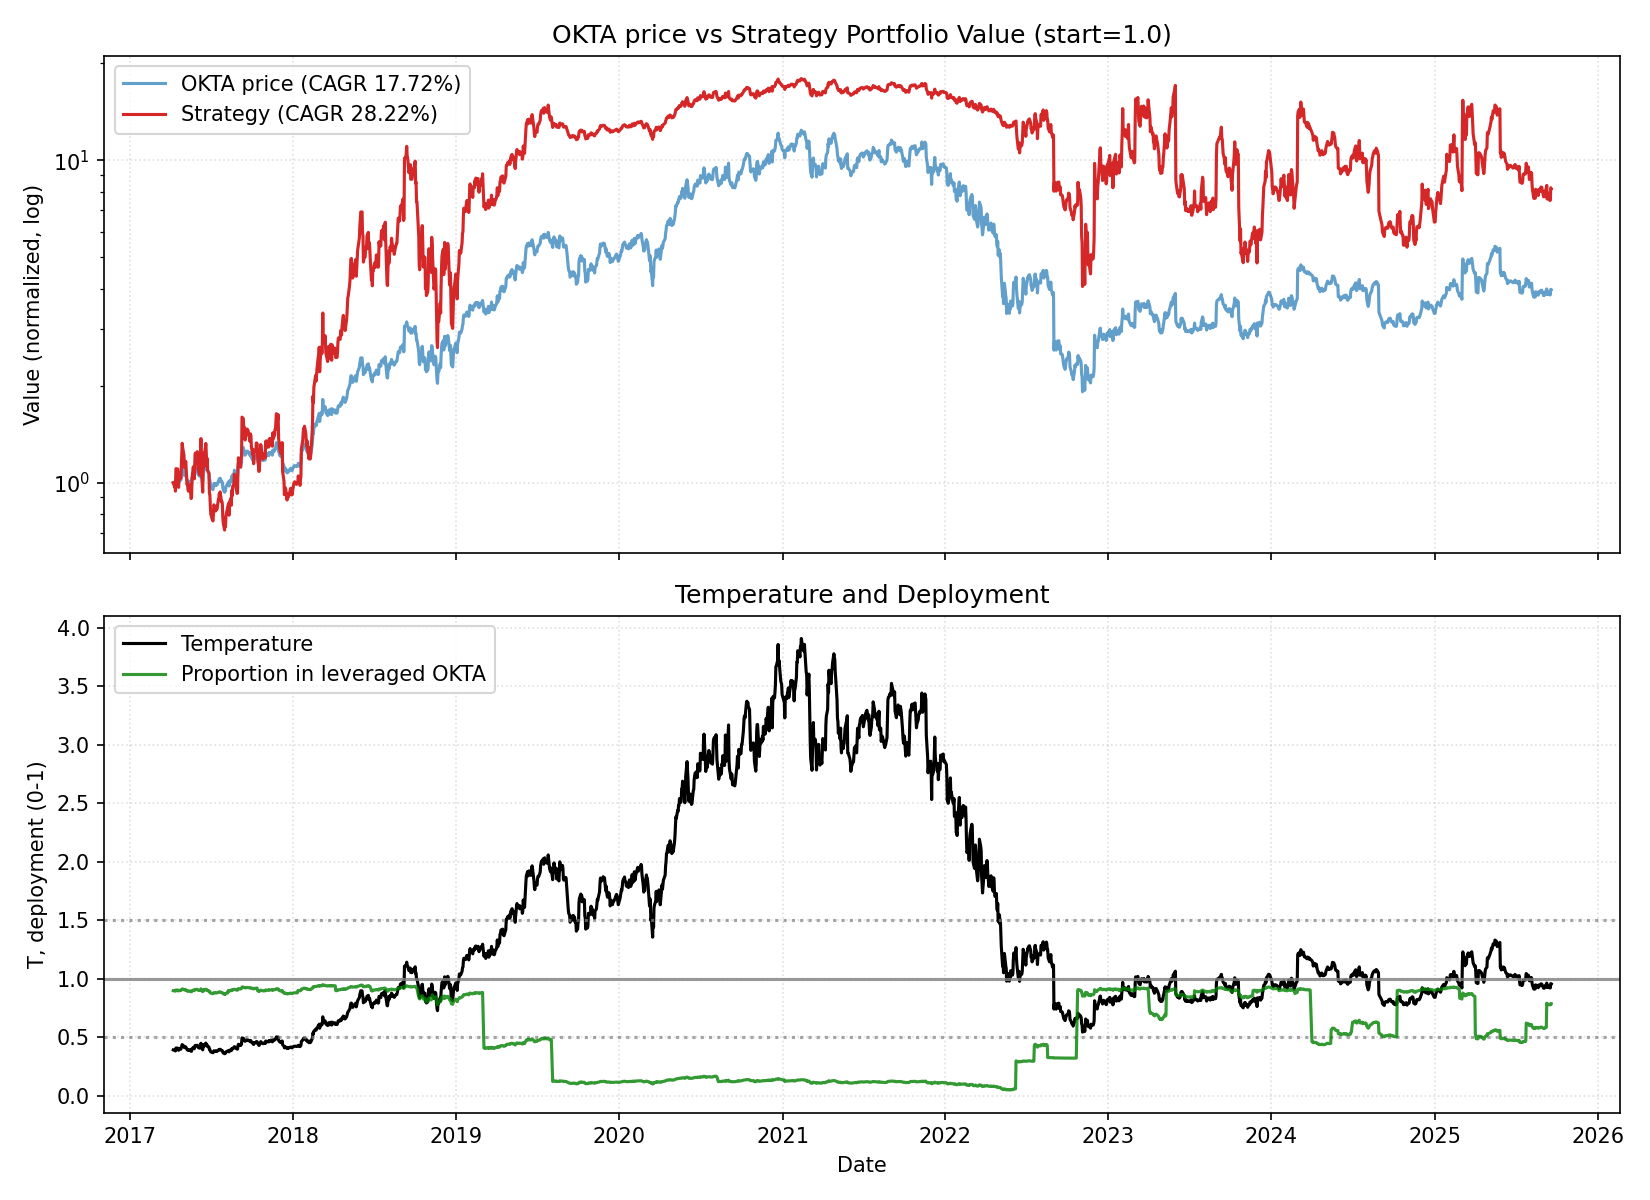 OKTA price vs Strategy Portfolio Value (start=1.0)
OKTA price (CAGR 17.72%)
Strategy (CAGR 28.22%)
Value (normalized, log)
10¹
10⁰
Temperature and Deployment
Temperature
Proportion in leveraged OKTA
T, deployment (0-1)
4.0
3.5
3.0
2.5
2.0
1.5
1.0
0.5
0.0
2017 2018 2019 2020 2021 2022 2023 2024 2025 2026
Date